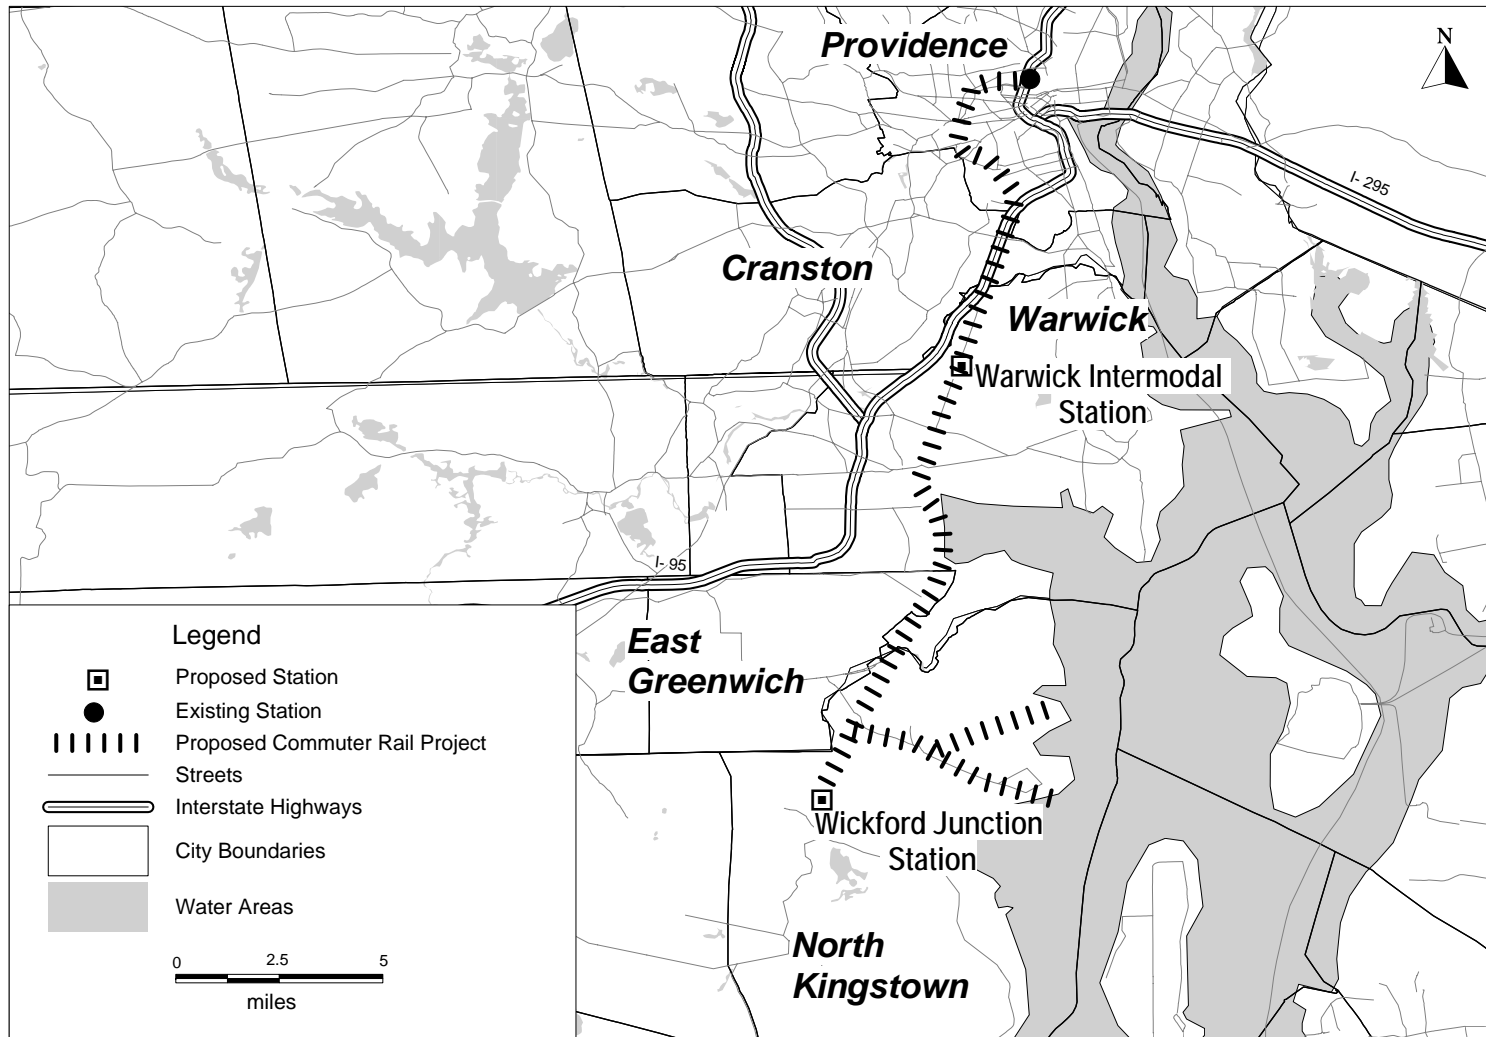 Providence
N
I- 295
Cranston
Warwick
Warwick Intermodal
Station
I- 95
East
Greenwich
Legend
Proposed Station
Existing Station
Proposed Commuter Rail Project
Streets
Interstate Highways
City Boundaries
Water Areas
0 2.5 5
miles
Wickford Junction
Station
North
Kingstown